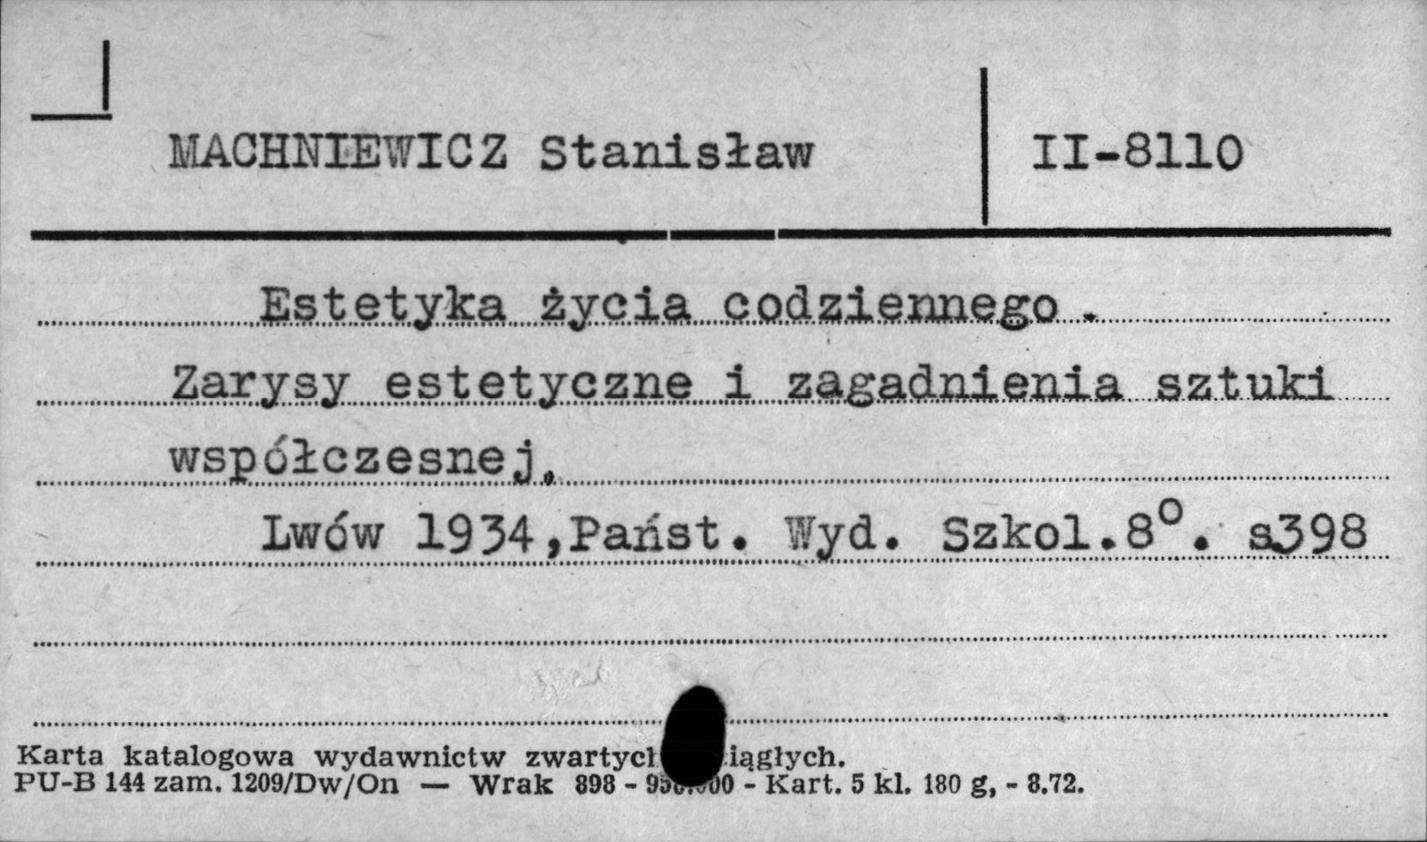 MACHNIEWICZ Stanisław
II-8110
Estetyka życia codziennego.
Zarysy estetyczne i zagadnienia sztuki
współczesnej,
Lwów 1934,Państ. Wyd. Szkol.8°. s398
Karta katalogowa wydawnictw
PU-B 144 zam. 1209/Dw/On — Wrak 898 - - Kart. 5 kl. 180 g, - 8.72.